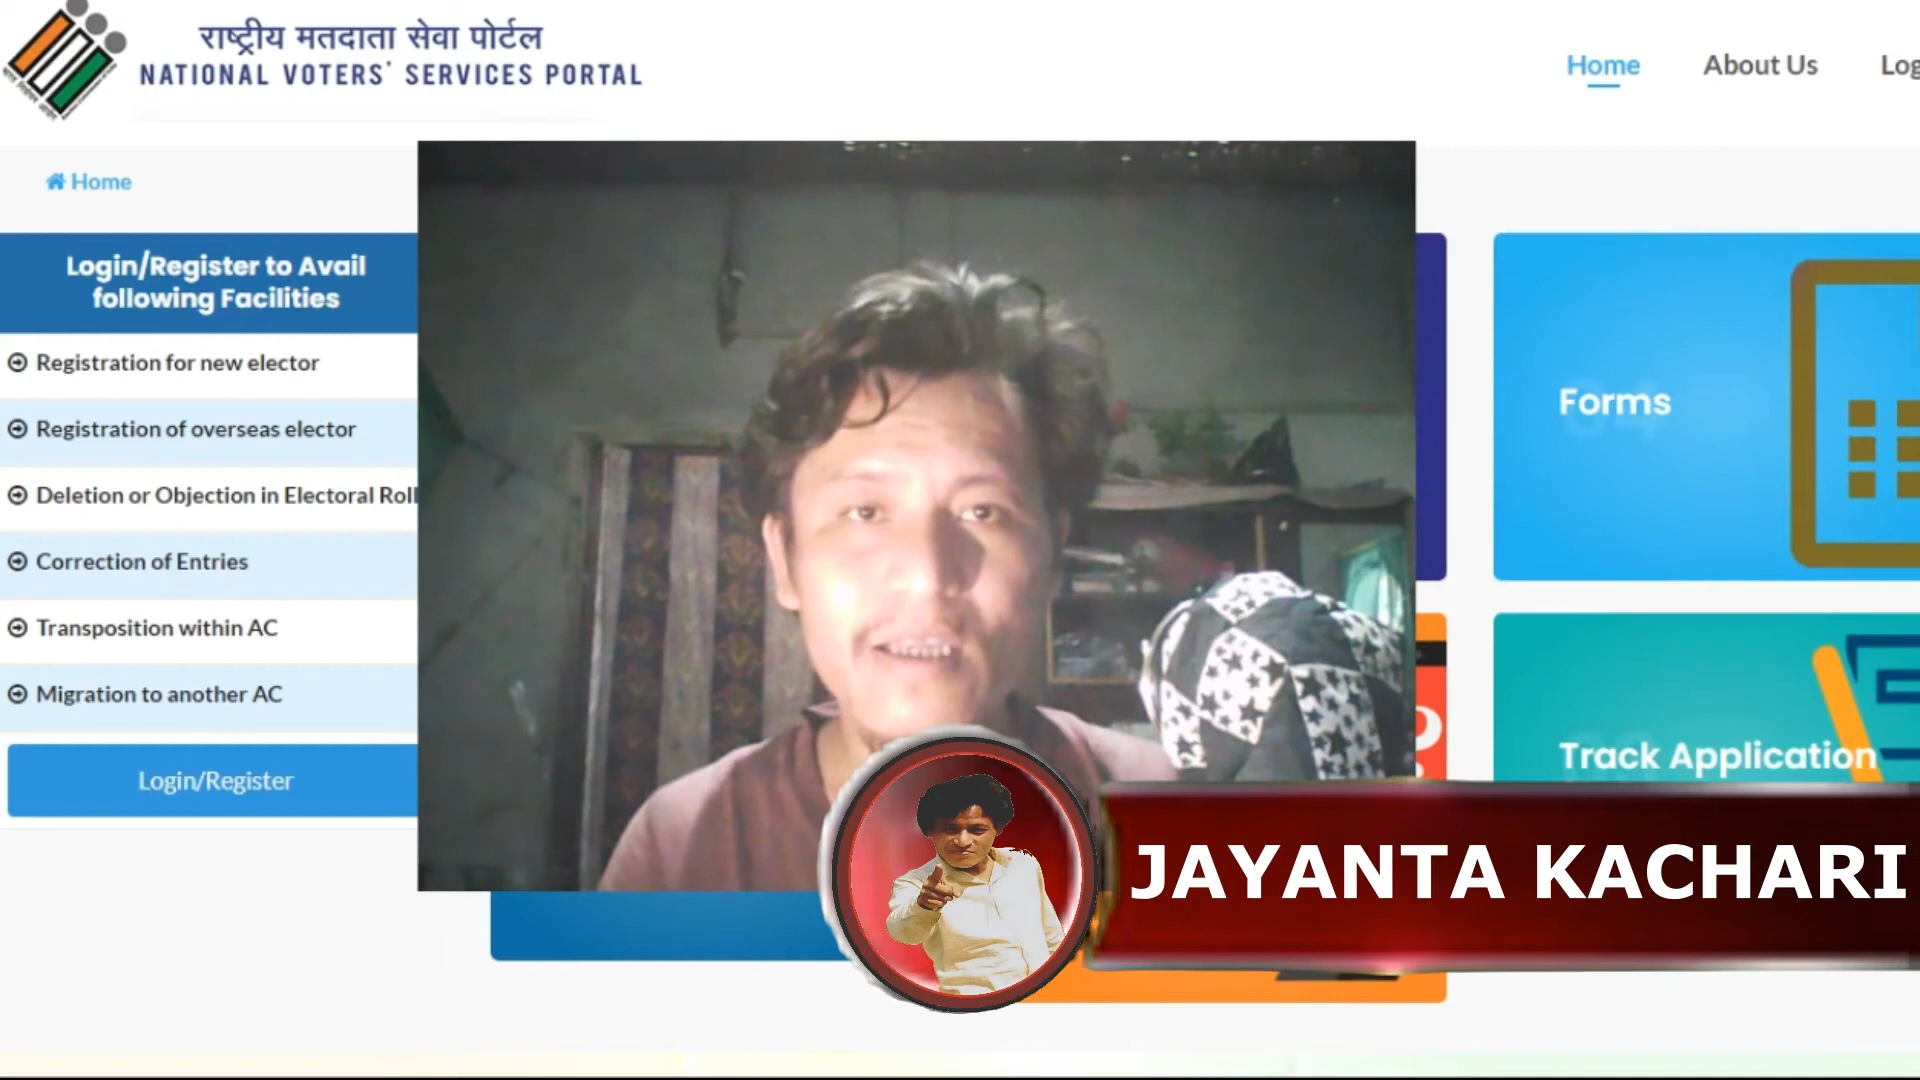 राष्ट्रीय मतदाता सेवा पोर्टल
NATIONAL VOTERS' SERVICES PORTAL
Home
About Us
Home
Login/Register to Avail
following Facilities
Registration for new elector
Registration of overseas elector
Deletion or Objection in Electoral Roll
Correction of Entries
Transposition within AC
Migration to another AC
Login/Register
Forms
Track Application
JAYANTA KACHARI